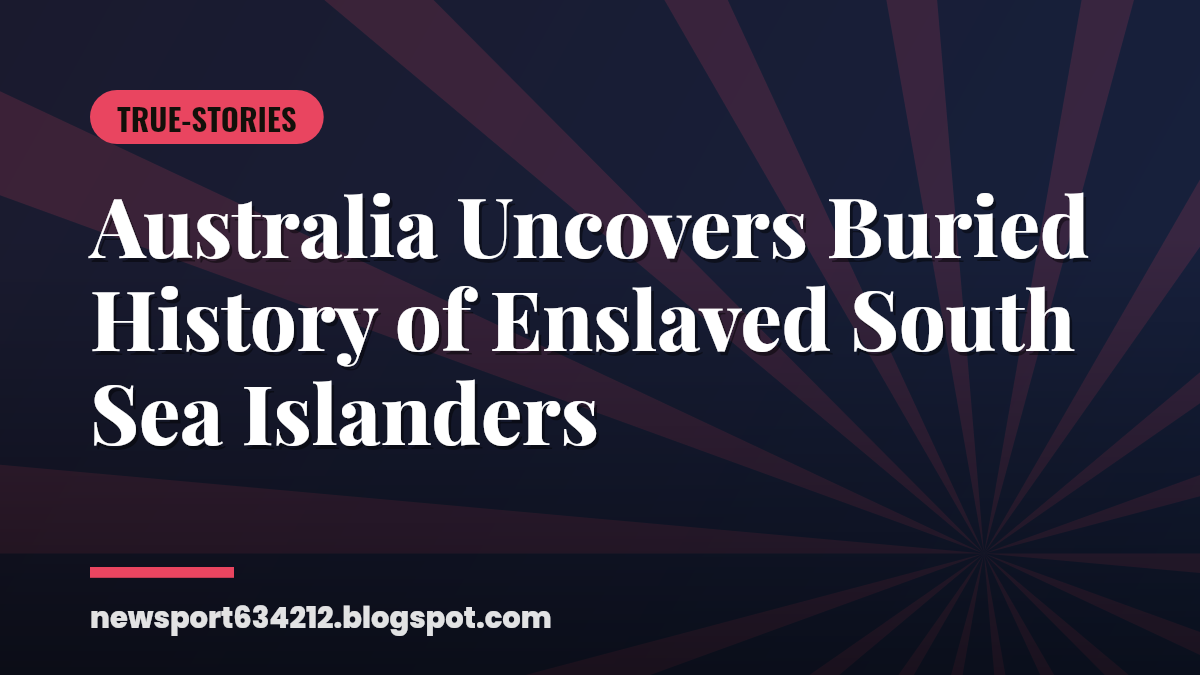 TRUE-STORIES
Australia Uncovers Buried
History of Enslaved South
Sea Islanders
newsport634212.blogspot.com